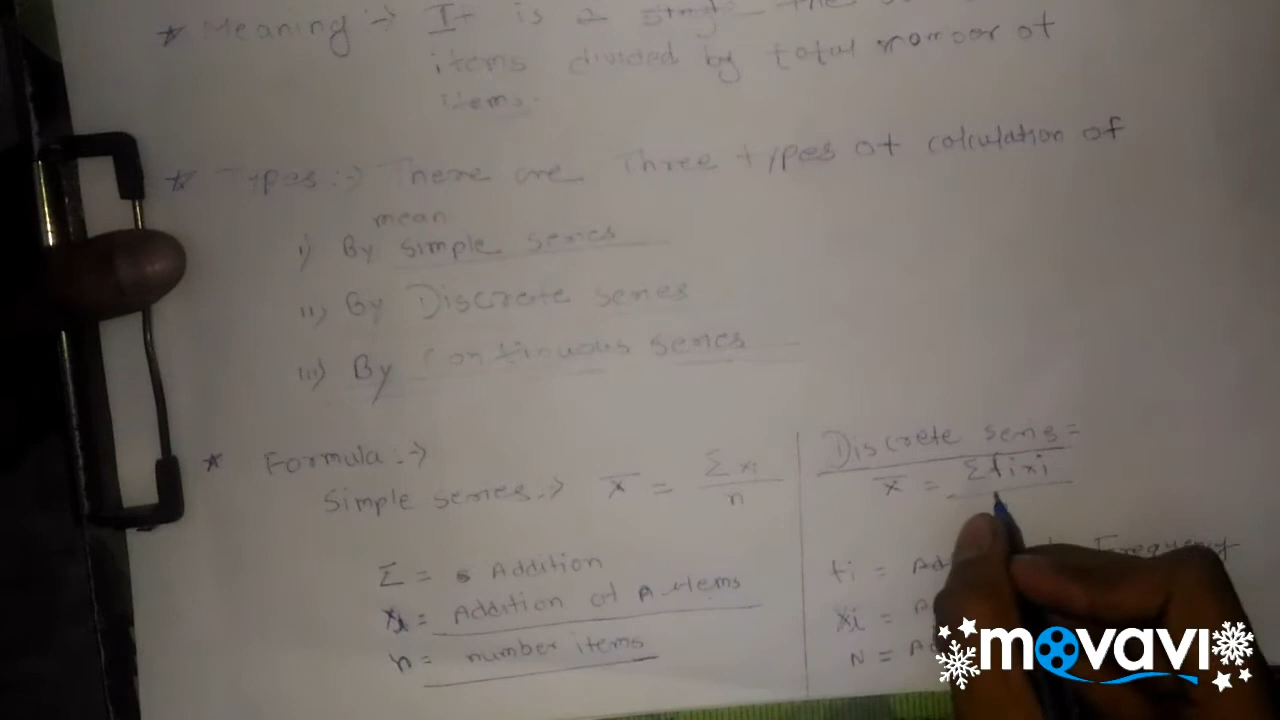 * Meaning :-> It is a the
items divided by total number of
items.
* Types :-> There are Three types of calculation of
mean
i) By simple series
ii) By Discrete series
iii) By Continuous series
* Formula :->
Simple series :-> x̄ = Σxi / n
Σ = Addition
xi = Addition of A items
n = number items
Discrete seris =
x̄ = Σfixi
fi = Frequency
xi =
N =
movavi